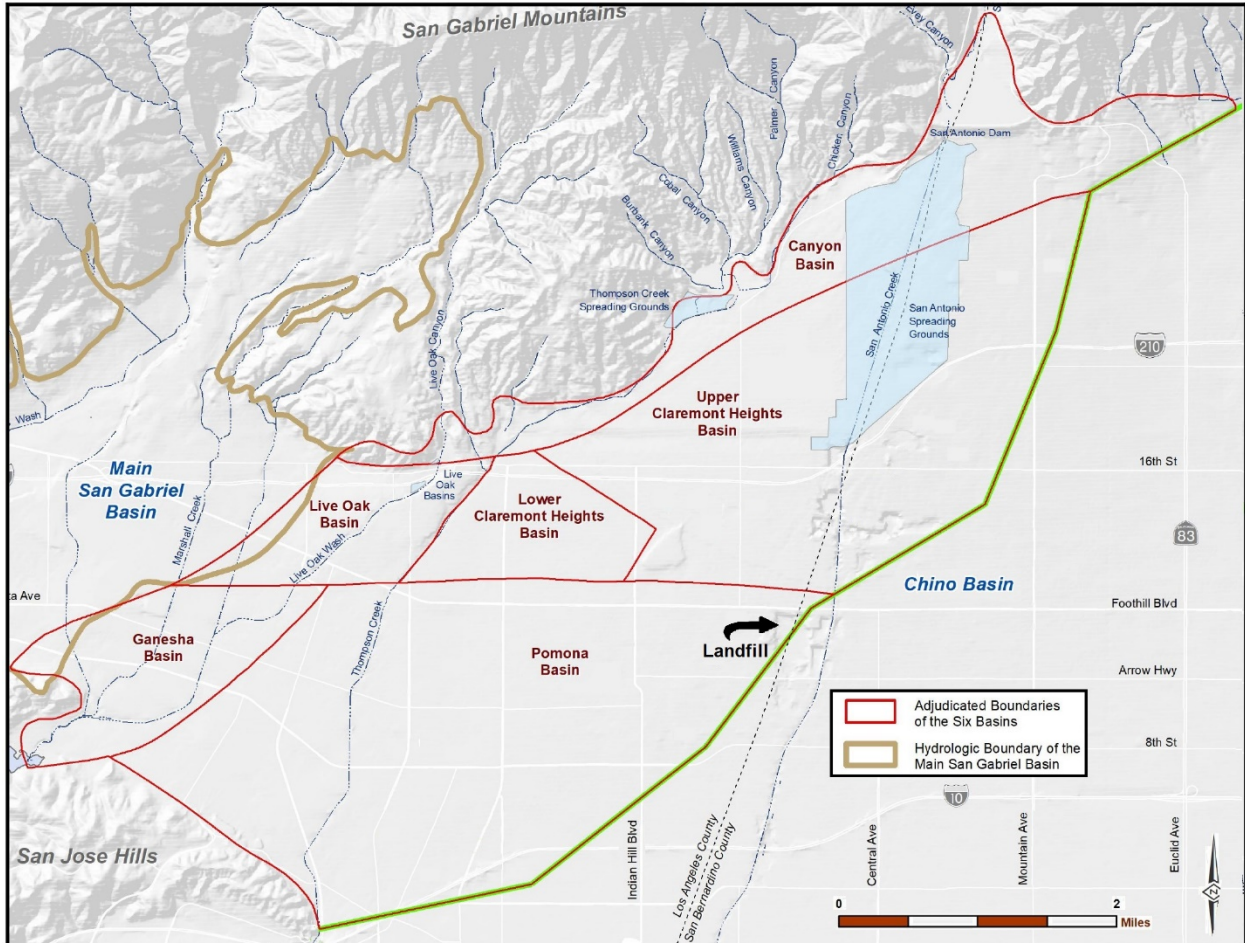 San Gabriel Mountains
Evey Canyon
San Antonio Dam
Palmer Canyon
Chicken Canyon
Williams Canyon
Cobal Canyon
Burbank Canyon
Canyon
Basin
Thompson Creek
Spreading Grounds
San Antonio Creek
San Antonio
Spreading
Grounds
210
Live Oak Canyon
Upper
Claremont Heights
Basin
Wash
Main
San Gabriel
Basin
16th St
Live
Oak
Basins
Live Oak
Basin
Lower
Claremont Heights
Basin
Marshall Creek
Live Oak Wash
83
Chino Basin
ta Ave
Foothill Blvd
Thompson Creek
Ganesha
Basin
Pomona
Basin
Landfill
Arrow Hwy
Adjudicated Boundaries
of the Six Basins
Hydrologic Boundary of the
Main San Gabriel Basin
8th St
10
San Jose Hills
Indian Hill Blvd
Los Angeles County
San Bernardino County
Central Ave
Mountain Ave
Euclid Ave
N
0
2
Miles